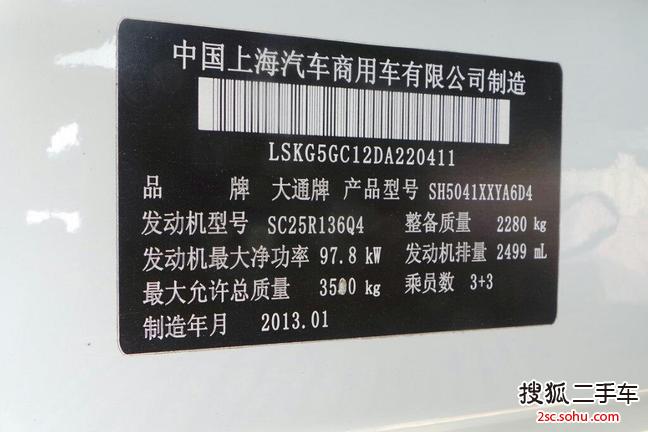 中国上海汽车商用车有限公司制造
LSKG5GC12DA220411
品 牌 大通牌 产品型号 SH5041XXYA6D4
发动机型号 SC25R136Q4 整备质量 2280 kg
发动机最大净功率 97.8 kW 发动机排量 2499 mL
最大允许总质量 3500 kg 乘员数 3+3
制造年月 2013.01
搜狐二手车
2sc.sohu.com